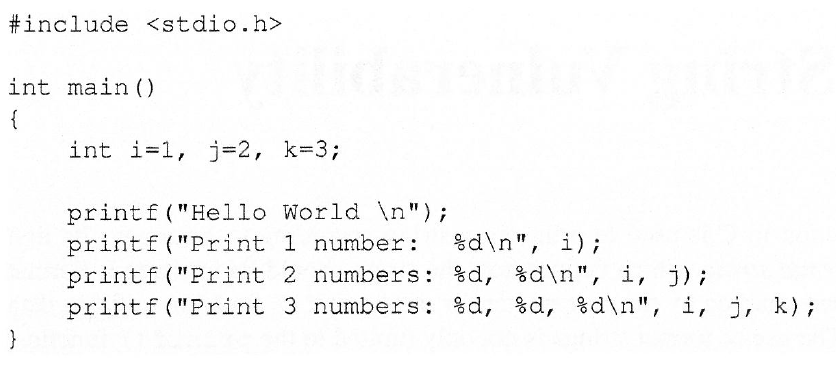 #include <stdio.h>
int main()
{
int i=1, j=2, k=3;
printf("Hello World \n");
printf("Print 1 number:  %d\n", i);
printf("Print 2 numbers: %d, %d\n", i, j);
printf("Print 3 numbers: %d, %d, %d\n", i, j, k);
}